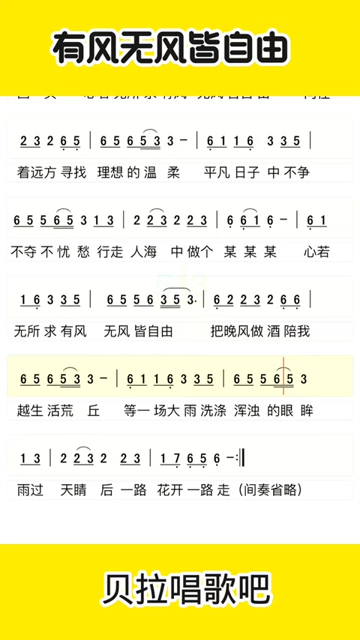 有风无风皆自由
2 3 2 6 5 | 6 5 6 5 5 3 3 - | 6 1 1 6 3 3 5 |
着远方 寻找 理想 的 温 柔 平凡 日子 中 不争
6 5 5 6 5 3 1 3 | 2 2 3 2 2 3 | 6 6 1 6 - | 6 1
不夺 不 忧 愁 行走 人海 中 做个 某 某 某 心若
1 6 3 3 5 | 6 5 5 6 3 5 3. | 6 2 2 3 2 6 6 |
无所 求 有风 无风 皆 自由 把晚风做 酒 陪我
6 5 6 5 3 3 - | 6 1 1 6 3 3 5 | 6 5 5 5 6 5 3
越生 活荒 丘 等一 场大 雨 洗涤 浑浊 的眼 眸
1 3 | 2 2 3 2 2 3 | 1 7 6 5 6 - :||
雨过 天晴 后 一路 花开 一路 走（间奏省略）
贝拉唱歌吧